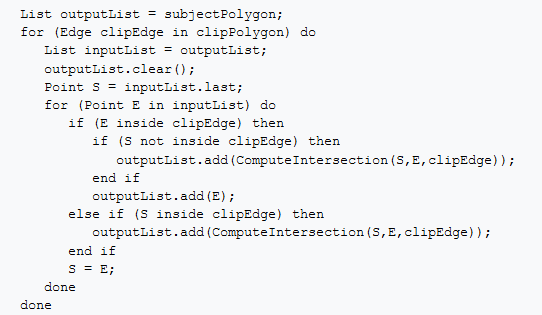 List outputList = subjectPolygon;
for (Edge clipEdge in clipPolygon) do
List inputList = outputList;
outputList.clear();
Point S = inputList.last;
for (Point E in inputList) do
if (E inside clipEdge) then
if (S not inside clipEdge) then
outputList.add(ComputeIntersection(S,E,clipEdge));
end if
outputList.add(E);
else if (S inside clipEdge) then
outputList.add(ComputeIntersection(S,E,clipEdge));
end if
S = E;
done
done